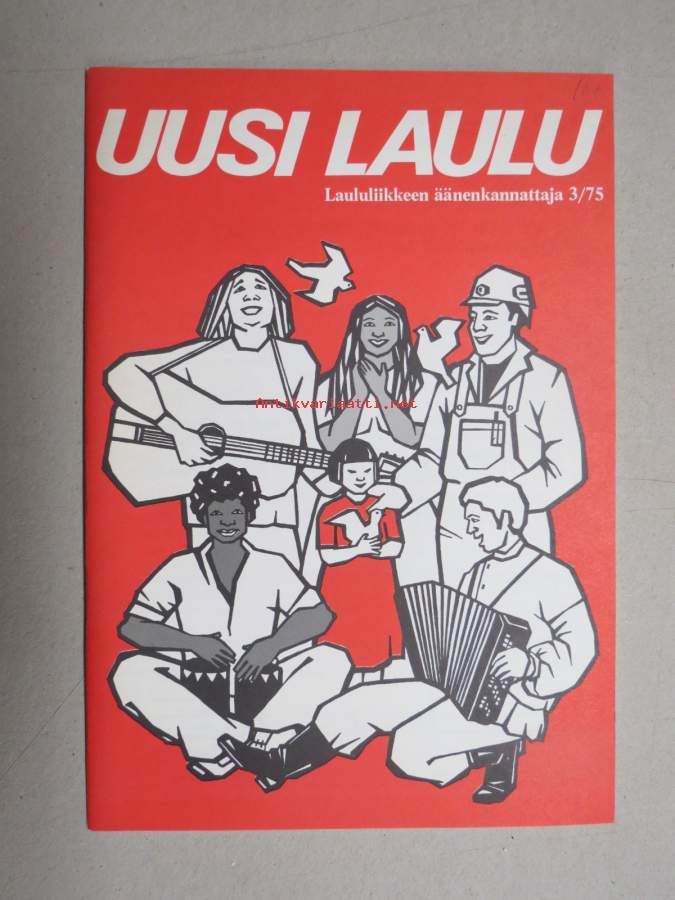 UUSI LAULU
Laululiikkeen äänenkannattaja 3/75
Antikvariaatti.net